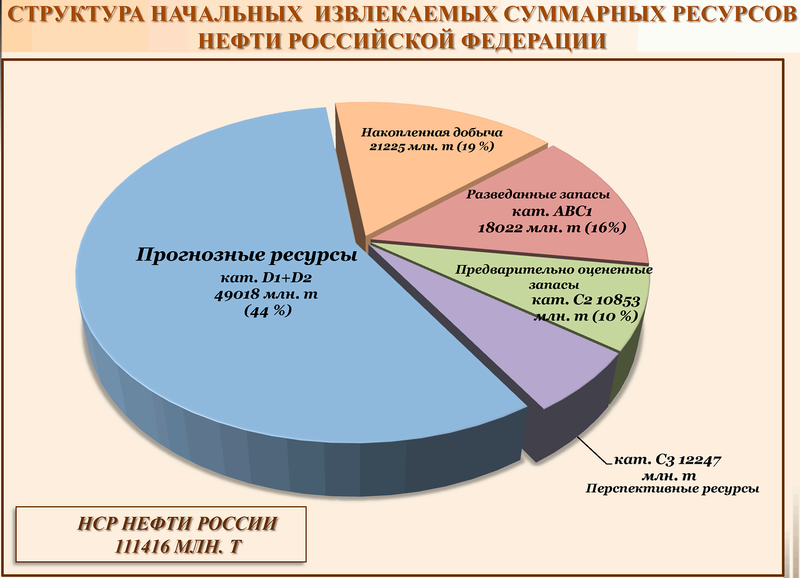 СТРУКТУРА НАЧАЛЬНЫХ ИЗВЛЕКАЕМЫХ СУММАРНЫХ РЕСУРСОВ
НЕФТИ РОССИЙСКОЙ ФЕДЕРАЦИИ
Накопленная добыча
21225 млн. т (19 %)
Разведанные запасы
кат. АВС1
18022 млн. т (16%)
Прогнозные ресурсы
кат. D1+D2
49018 млн. т
(44 %)
Предварительно оцененные
запасы
кат. С2 10853
млн. т (10 %)
кат. С3 12247
млн. т
Перспективные ресурсы
НСР НЕФТИ РОССИИ
111416 МЛН. Т